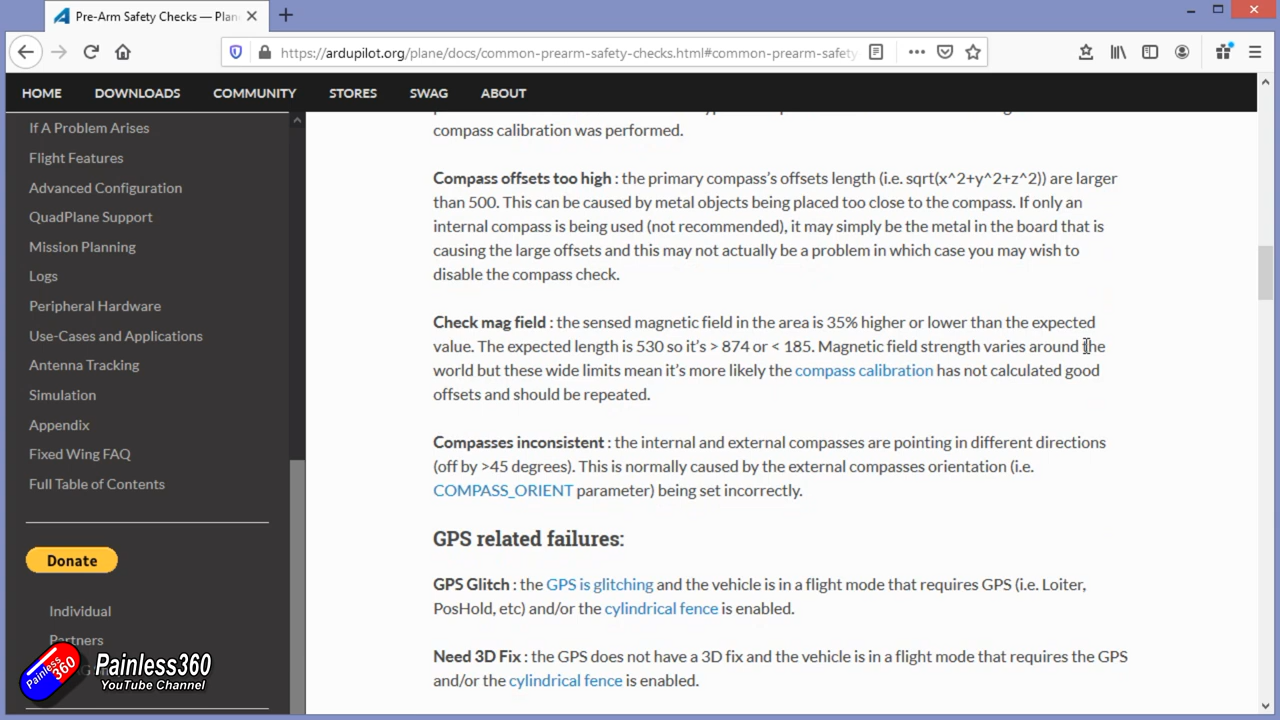 Pre-Arm Safety Checks — Plan
https://ardupilot.org/plane/docs/common-prearm-safety-checks.html#common-prearm-safety
HOME DOWNLOADS COMMUNITY STORES SWAG ABOUT
If A Problem Arises
Flight Features
Advanced Configuration
QuadPlane Support
Mission Planning
Logs
Peripheral Hardware
Use-Cases and Applications
Antenna Tracking
Simulation
Appendix
Fixed Wing FAQ
Full Table of Contents
Donate
Individual
Partners
Painless360
Painless360
YouTube Channel
compass calibration was performed.
Compass offsets too high : the primary compass's offsets length (i.e. sqrt(x^2+y^2+z^2)) are larger
than 500. This can be caused by metal objects being placed too close to the compass. If only an
internal compass is being used (not recommended), it may simply be the metal in the board that is
causing the large offsets and this may not actually be a problem in which case you may wish to
disable the compass check.
Check mag field : the sensed magnetic field in the area is 35% higher or lower than the expected
value. The expected length is 530 so it's > 874 or < 185. Magnetic field strength varies around the
world but these wide limits mean it's more likely the compass calibration has not calculated good
offsets and should be repeated.
Compasses inconsistent : the internal and external compasses are pointing in different directions
(off by >45 degrees). This is normally caused by the external compasses orientation (i.e.
COMPASS_ORIENT parameter) being set incorrectly.
GPS related failures:
GPS Glitch : the GPS is glitching and the vehicle is in a flight mode that requires GPS (i.e. Loiter,
PosHold, etc) and/or the cylindrical fence is enabled.
Need 3D Fix : the GPS does not have a 3D fix and the vehicle is in a flight mode that requires the GPS
and/or the cylindrical fence is enabled.